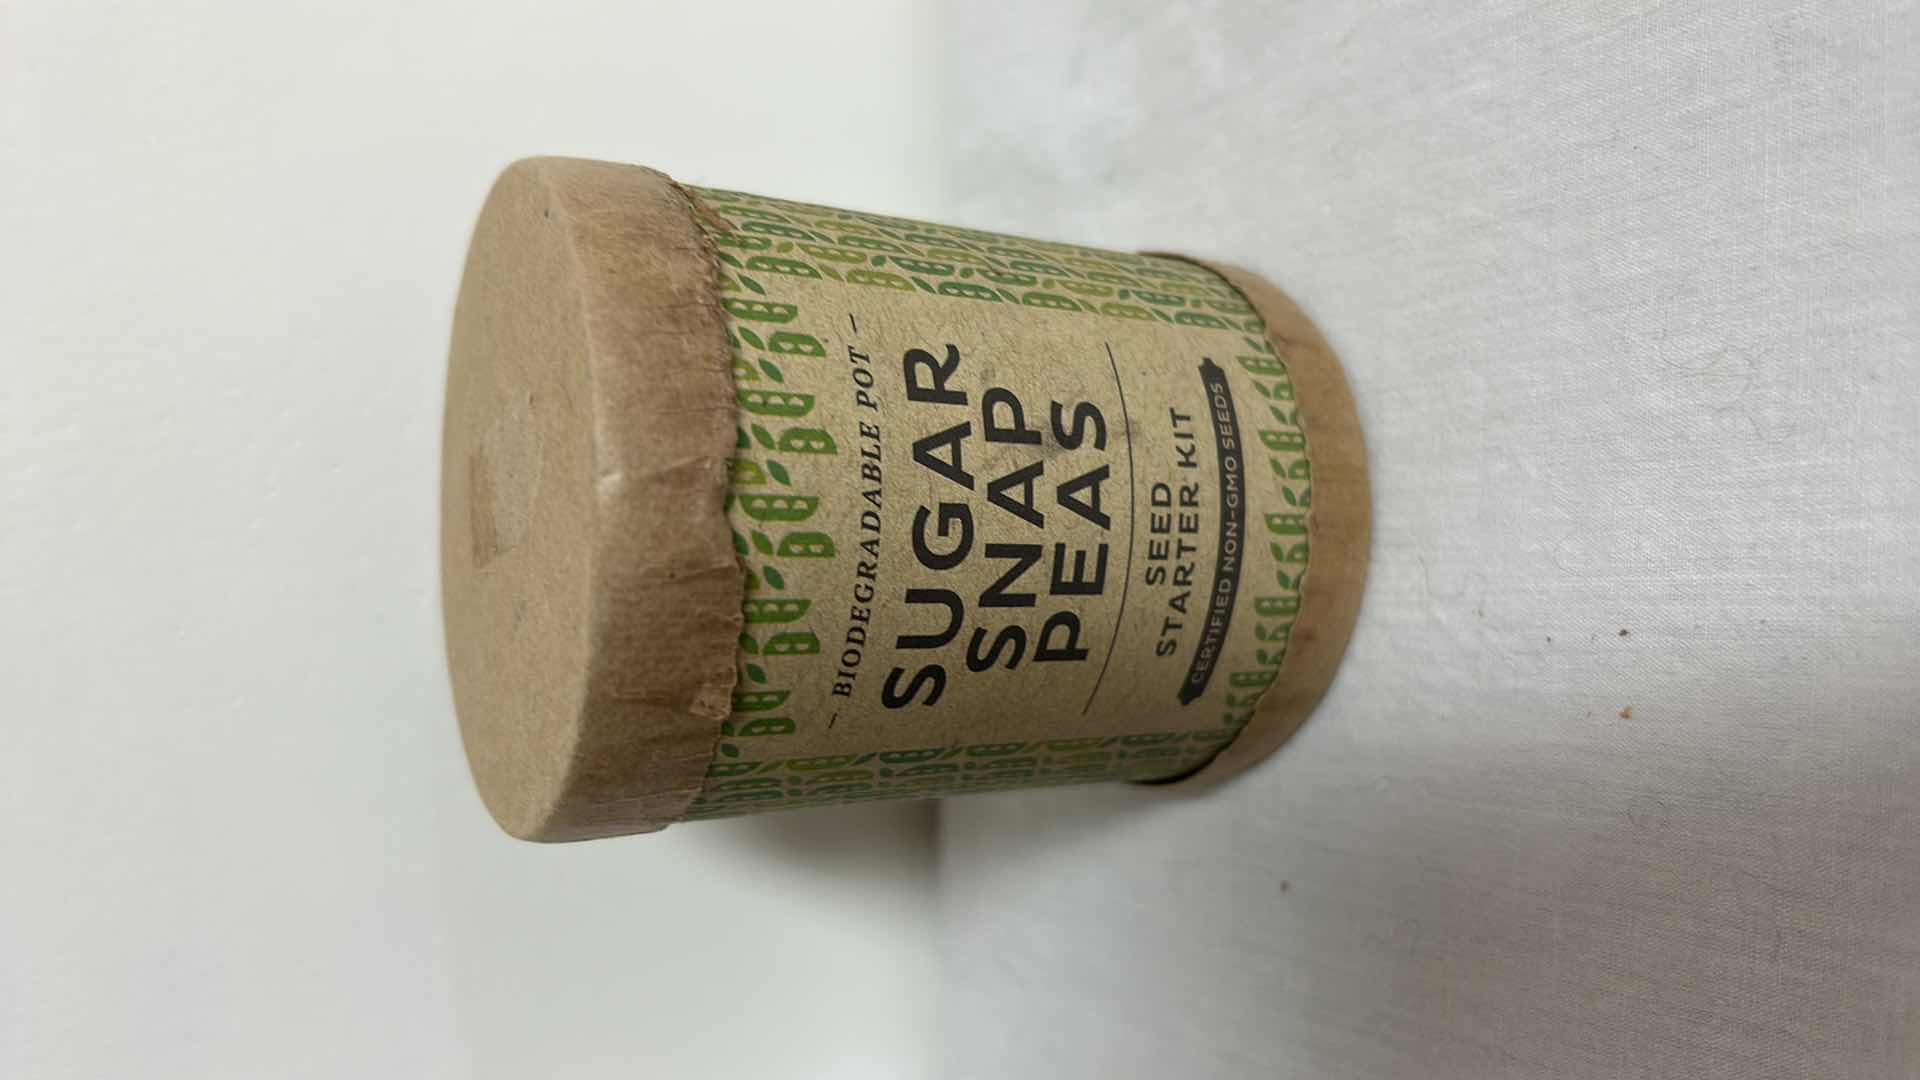 – BIODEGRADABLE POT –
SUGAR
SNAP
PEAS
SEED
STARTER KIT
CERTIFIED NON-GMO SEEDS